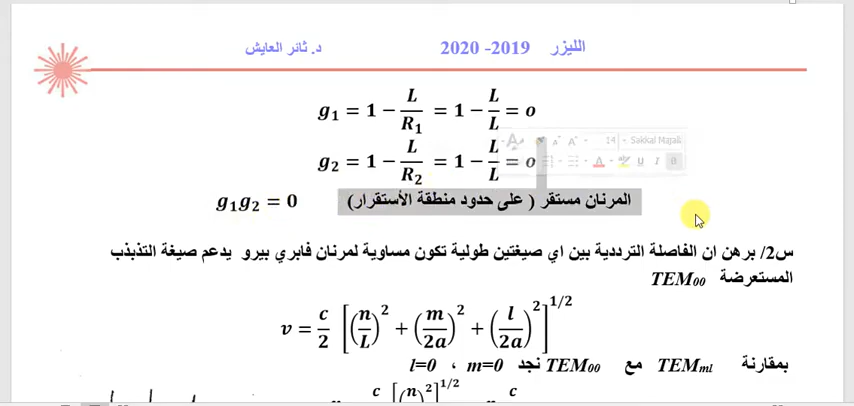 الليزر 2019- 2020 د. ثائر العايش
g₁ = 1 − L/R₁ = 1 − L/L = o
14 Sakkal Majall
g₂ = 1 − L/R₂ = 1 − L/L = o
g₁g₂ = 0 المرنان مستقر ( على حدود منطقة الأستقرار)
س2/ برهن ان الفاصلة الترددية بين اي صيغتين طولية تكون مساوية لمرنان فابري بيرو يدعم صيغة التذبذب
المستعرضة TEM₀₀
ν = c/2 [(n/L)² + (m/2a)² + (l/2a)²]^1/2
بمقارنة TEMml مع TEM₀₀ نجد m=0 ، l=0